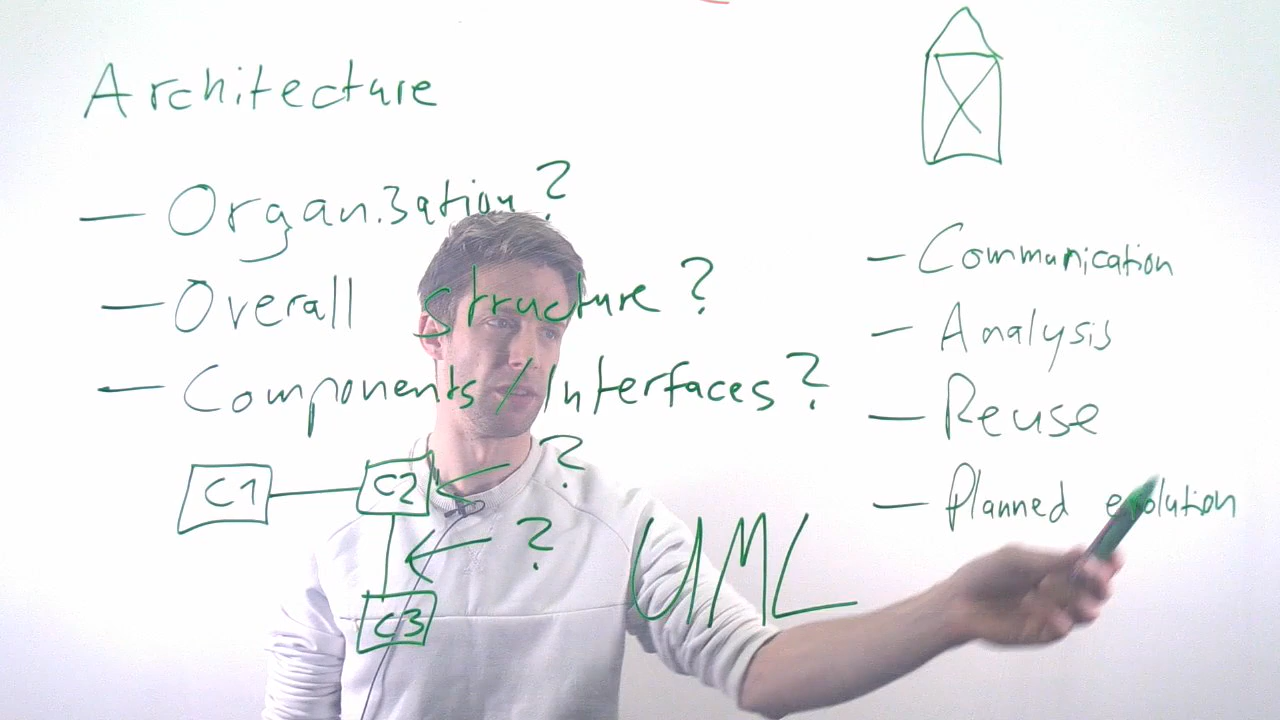 Architecture
— Organization?
— Overall structure?
— Components/Interfaces?
C1
C2
?
?
C3
UML
— Communication
— Analysis
— Reuse
— Planned evolution